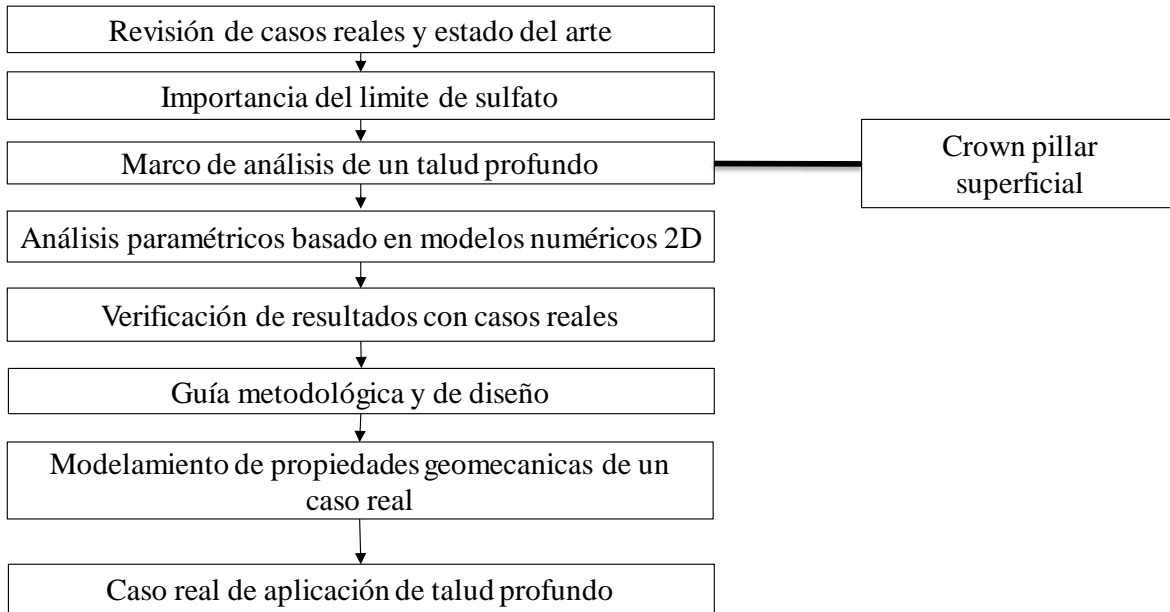 Revisión de casos reales y estado del arte
Importancia del limite de sulfato
Marco de análisis de un talud profundo
Crown pillar
superficial
Análisis paramétricos basado en modelos numéricos 2D
Verificación de resultados con casos reales
Guía metodológica y de diseño
Modelamiento de propiedades geomecanicas de un
caso real
Caso real de aplicación de talud profundo